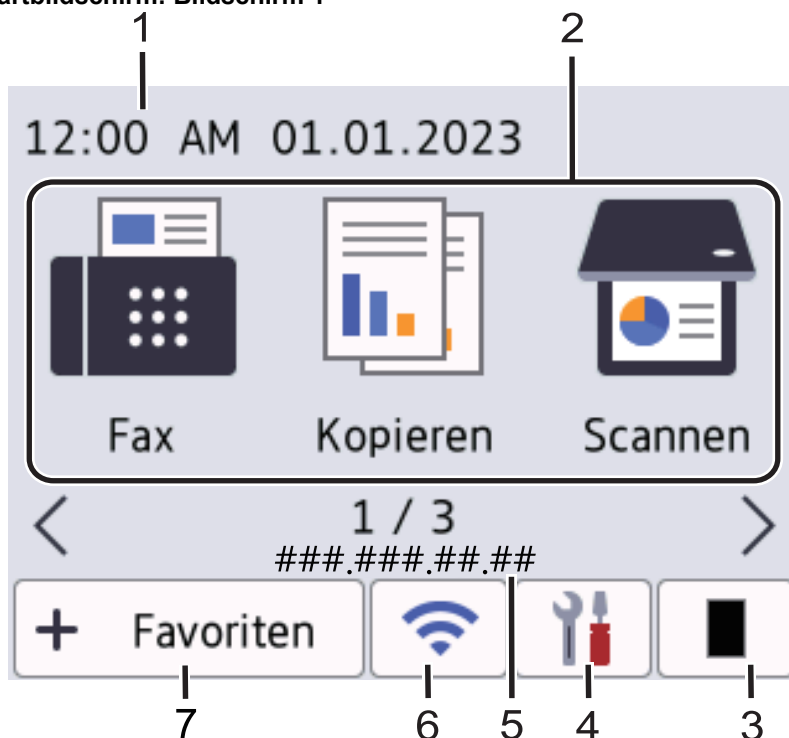 1 2
12:00 AM 01.01.2023
Fax Kopieren Scannen
1 / 3
###.###.##.##
+ Favoriten
7 6 5 4 3